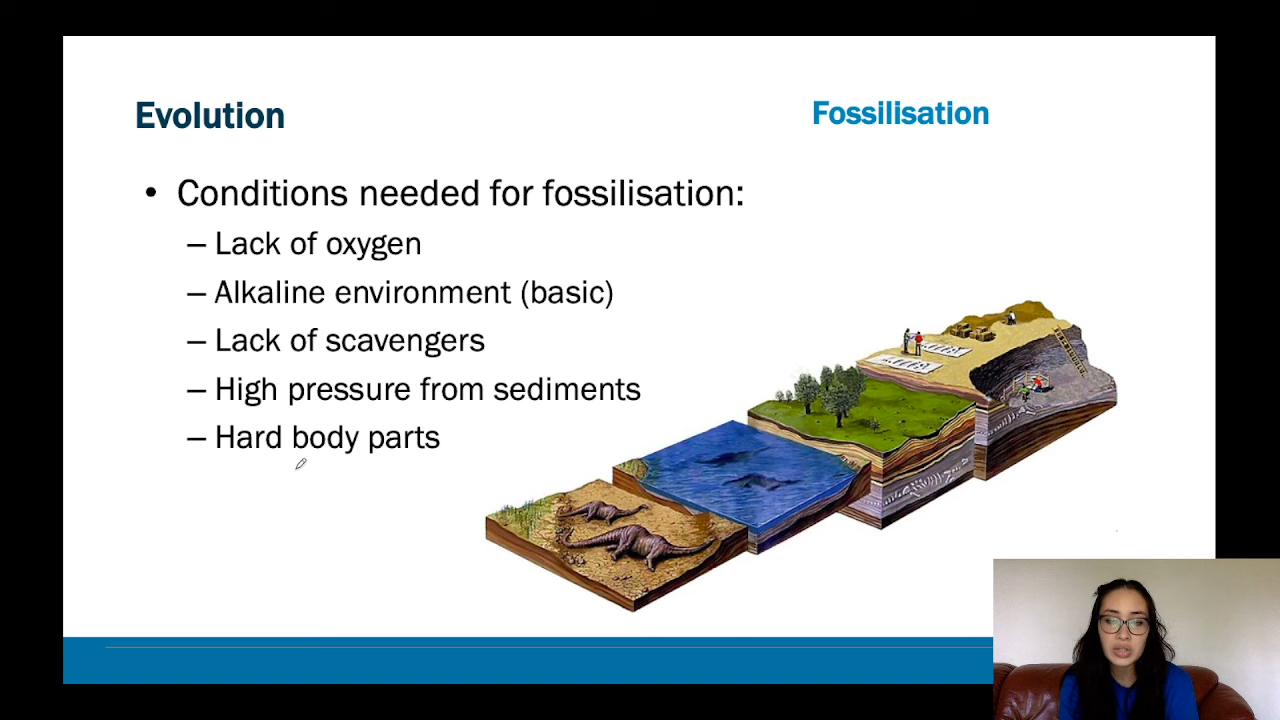 Evolution
Fossilisation
• Conditions needed for fossilisation:
– Lack of oxygen
– Alkaline environment (basic)
– Lack of scavengers
– High pressure from sediments
– Hard body parts